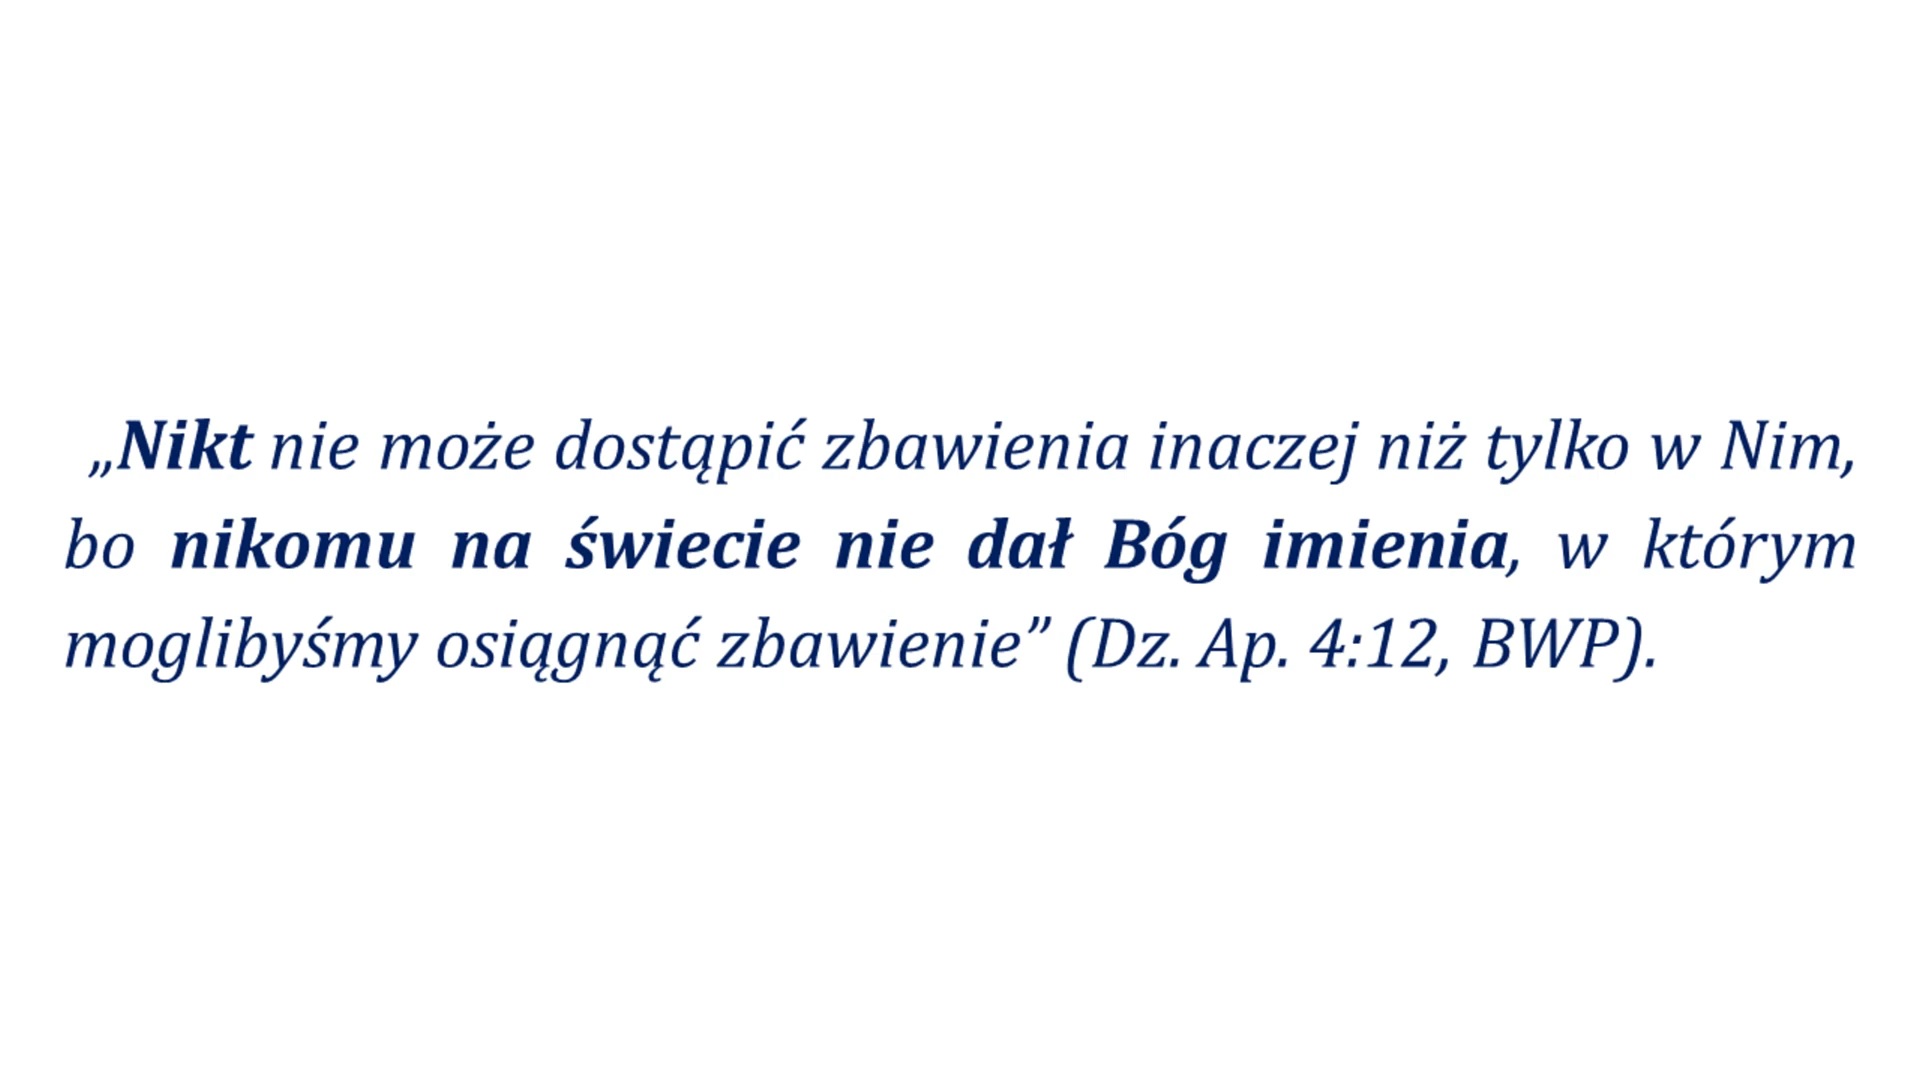 „Nikt nie może dostąpić zbawienia inaczej niż tylko w Nim,
bo nikomu na świecie nie dał Bóg imienia, w którym
moglibyśmy osiągnąć zbawienie” (Dz. Ap. 4:12, BWP).